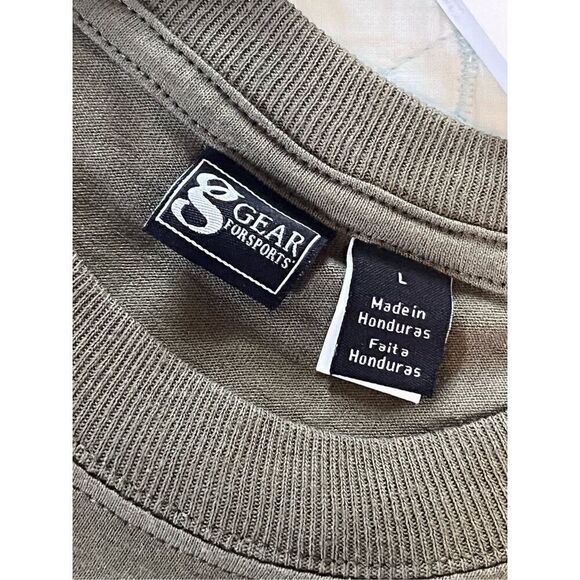 g GEAR
FORSPORTS
L
Made in
Honduras
Fait a
Honduras